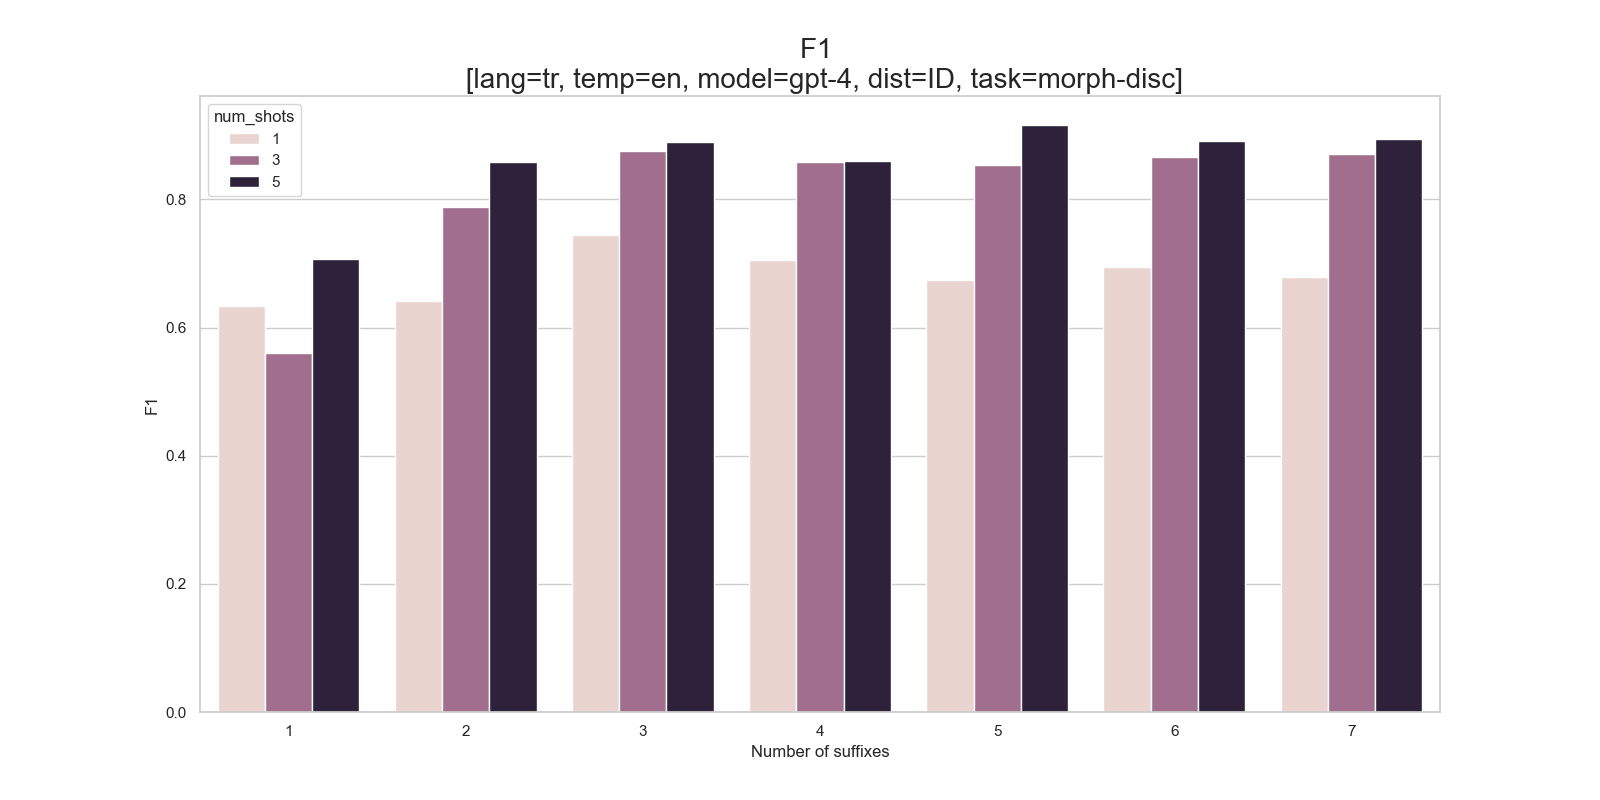 F1
[lang=tr, temp=en, model=gpt-4, dist=ID, task=morph-disc]
num_shots
1
3
5
F1
0.8
0.6
0.4
0.2
0.0
1 2 3 4 5 6 7
Number of suffixes